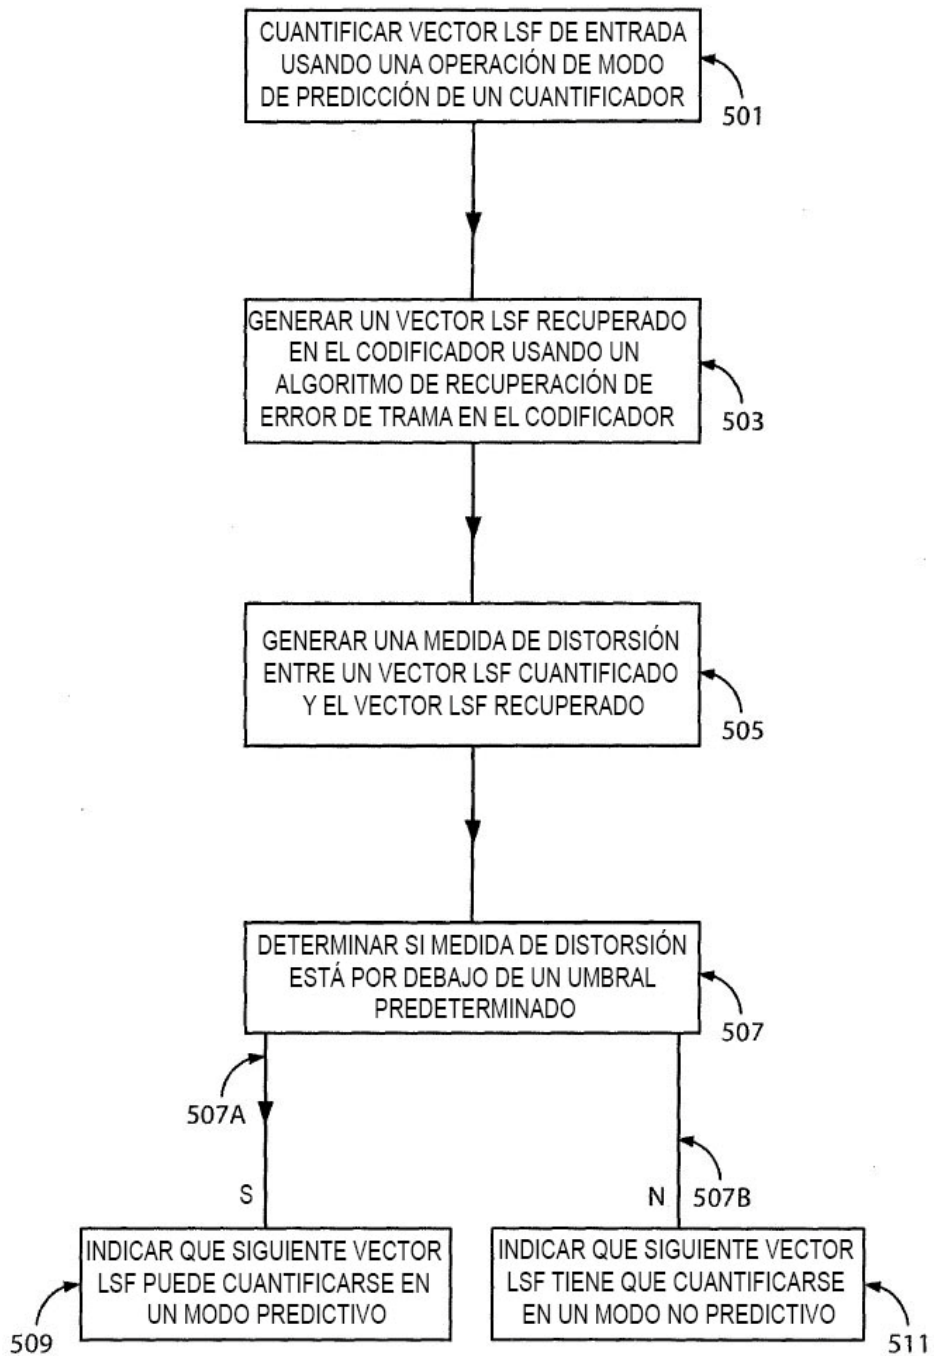 CUANTIFICAR VECTOR LSF DE ENTRADA
USANDO UNA OPERACIÓN DE MODO
DE PREDICCIÓN DE UN CUANTIFICADOR
501
GENERAR UN VECTOR LSF RECUPERADO
EN EL CODIFICADOR USANDO UN
ALGORITMO DE RECUPERACIÓN DE
ERROR DE TRAMA EN EL CODIFICADOR
503
GENERAR UNA MEDIDA DE DISTORSIÓN
ENTRE UN VECTOR LSF CUANTIFICADO
Y EL VECTOR LSF RECUPERADO
505
DETERMINAR SI MEDIDA DE DISTORSIÓN
ESTÁ POR DEBAJO DE UN UMBRAL
PREDETERMINADO
507
507A
S
N
507B
INDICAR QUE SIGUIENTE VECTOR
LSF PUEDE CUANTIFICARSE EN
UN MODO PREDICTIVO
509
INDICAR QUE SIGUIENTE VECTOR
LSF TIENE QUE CUANTIFICARSE
EN UN MODO NO PREDICTIVO
511